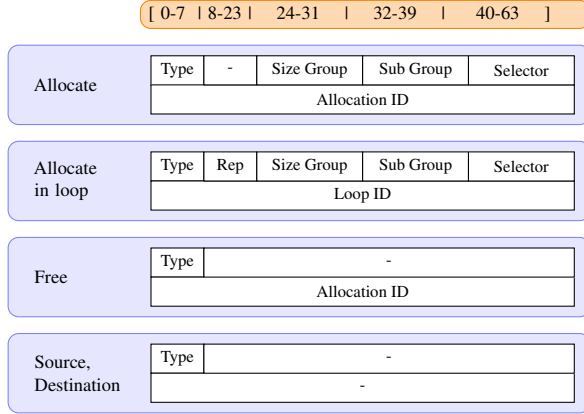 [ 0-7 | 8-23 | 24-31 | 32-39 | 40-63 ]
Allocate
Type - Size Group Sub Group Selector
Allocation ID
Allocate
in loop
Type Rep Size Group Sub Group Selector
Loop ID
Free
Type -
Allocation ID
Source,
Destination
Type -
-